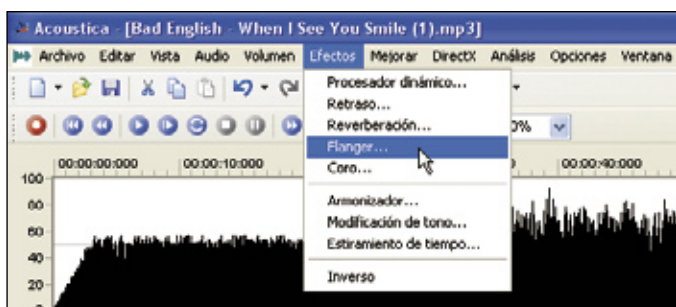 Acoustica - [Bad English - When I See You Smile (1).mp3]
Archivo Editar Vista Audio Volumen Efectos Mejorar DirectX Análisis Opciones Ventana
Procesador dinámico...
Retraso...
Reverberación...
Flanger...
Coro...
Armonizador...
Modificación de tono...
Estiramiento de tiempo...
Inverso
0%
00:00:00:000 00:00:10:000 00:00:40:000
100
80
60
40
20